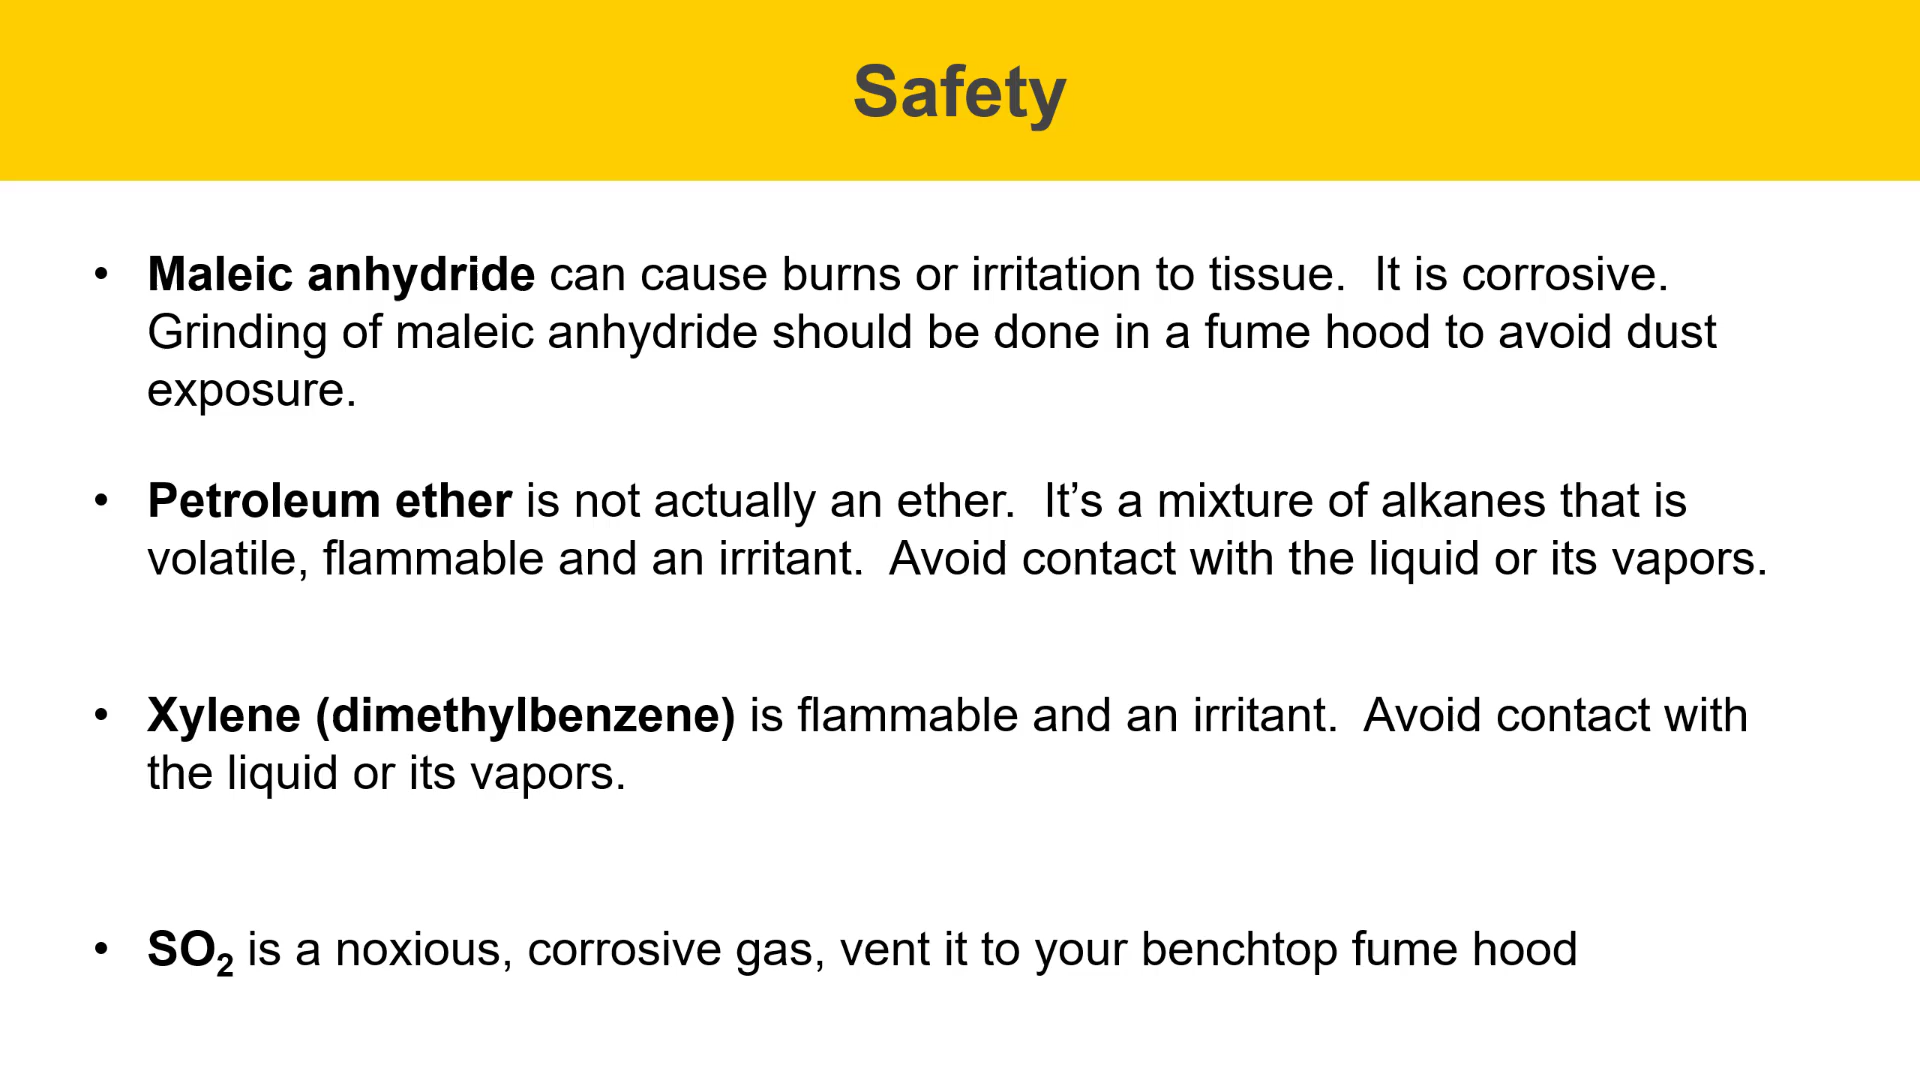 Safety
• Maleic anhydride can cause burns or irritation to tissue.  It is corrosive.
Grinding of maleic anhydride should be done in a fume hood to avoid dust
exposure.
• Petroleum ether is not actually an ether.  It’s a mixture of alkanes that is
volatile, flammable and an irritant.  Avoid contact with the liquid or its vapors.
• Xylene (dimethylbenzene) is flammable and an irritant.  Avoid contact with
the liquid or its vapors.
• SO₂ is a noxious, corrosive gas, vent it to your benchtop fume hood